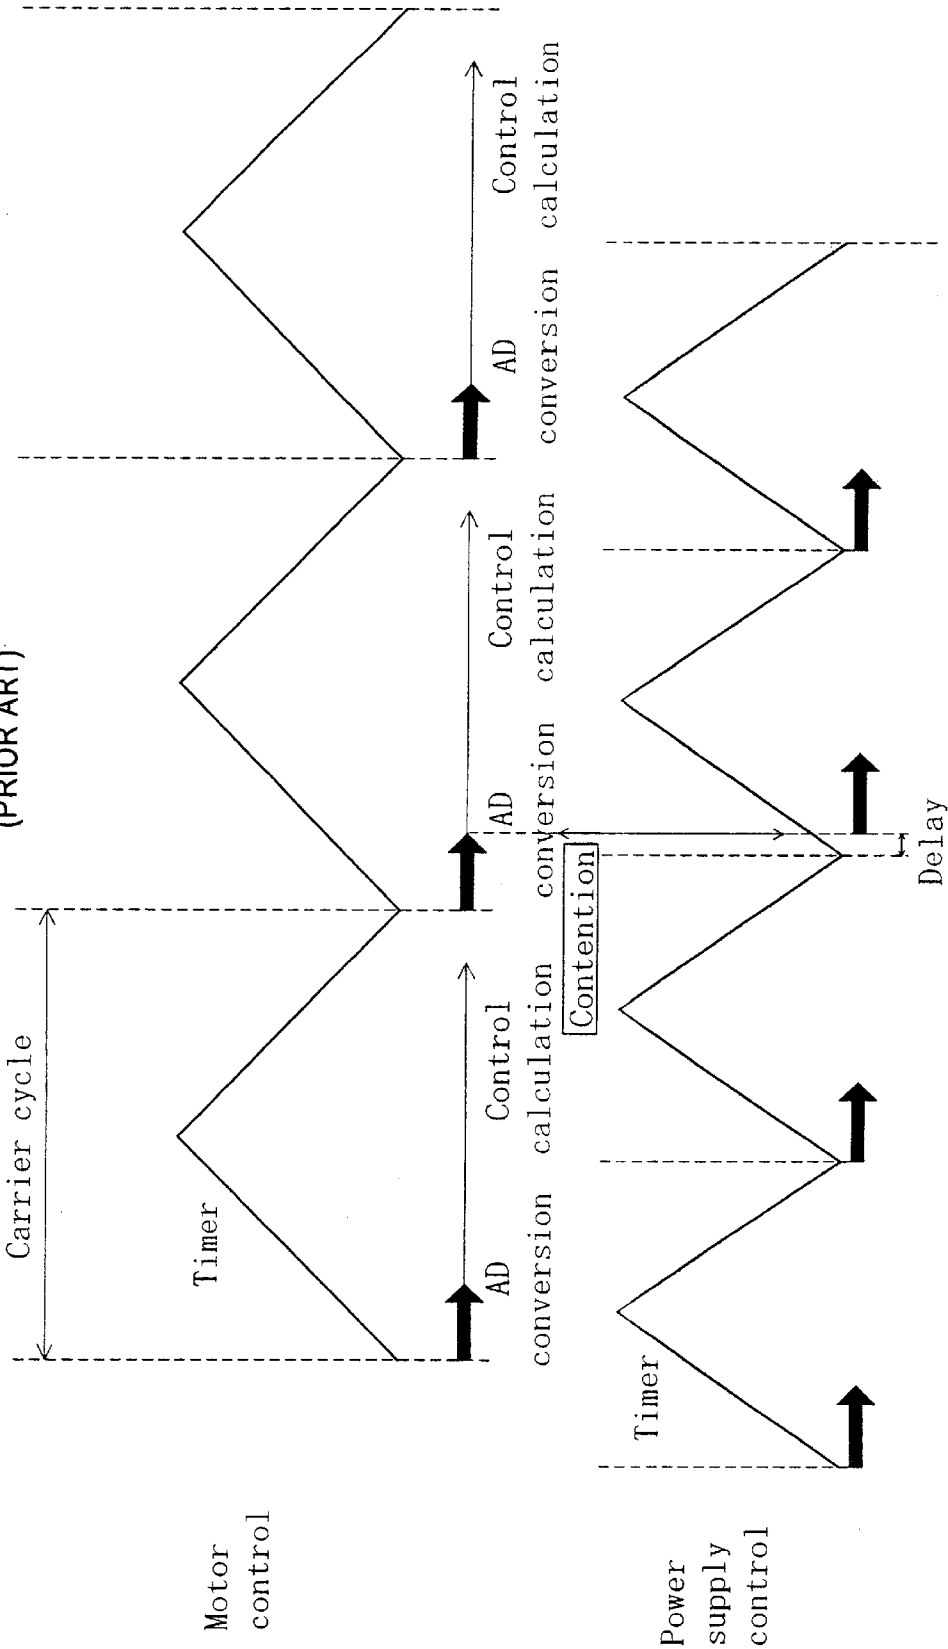 (PRIOR ART)
Carrier cycle
Motor
control
Timer
AD
conversion
Control
calculation
AD
conversion
Control
calculation
AD
conversion
Control
calculation
Contention
Power
supply
control
Timer
Delay